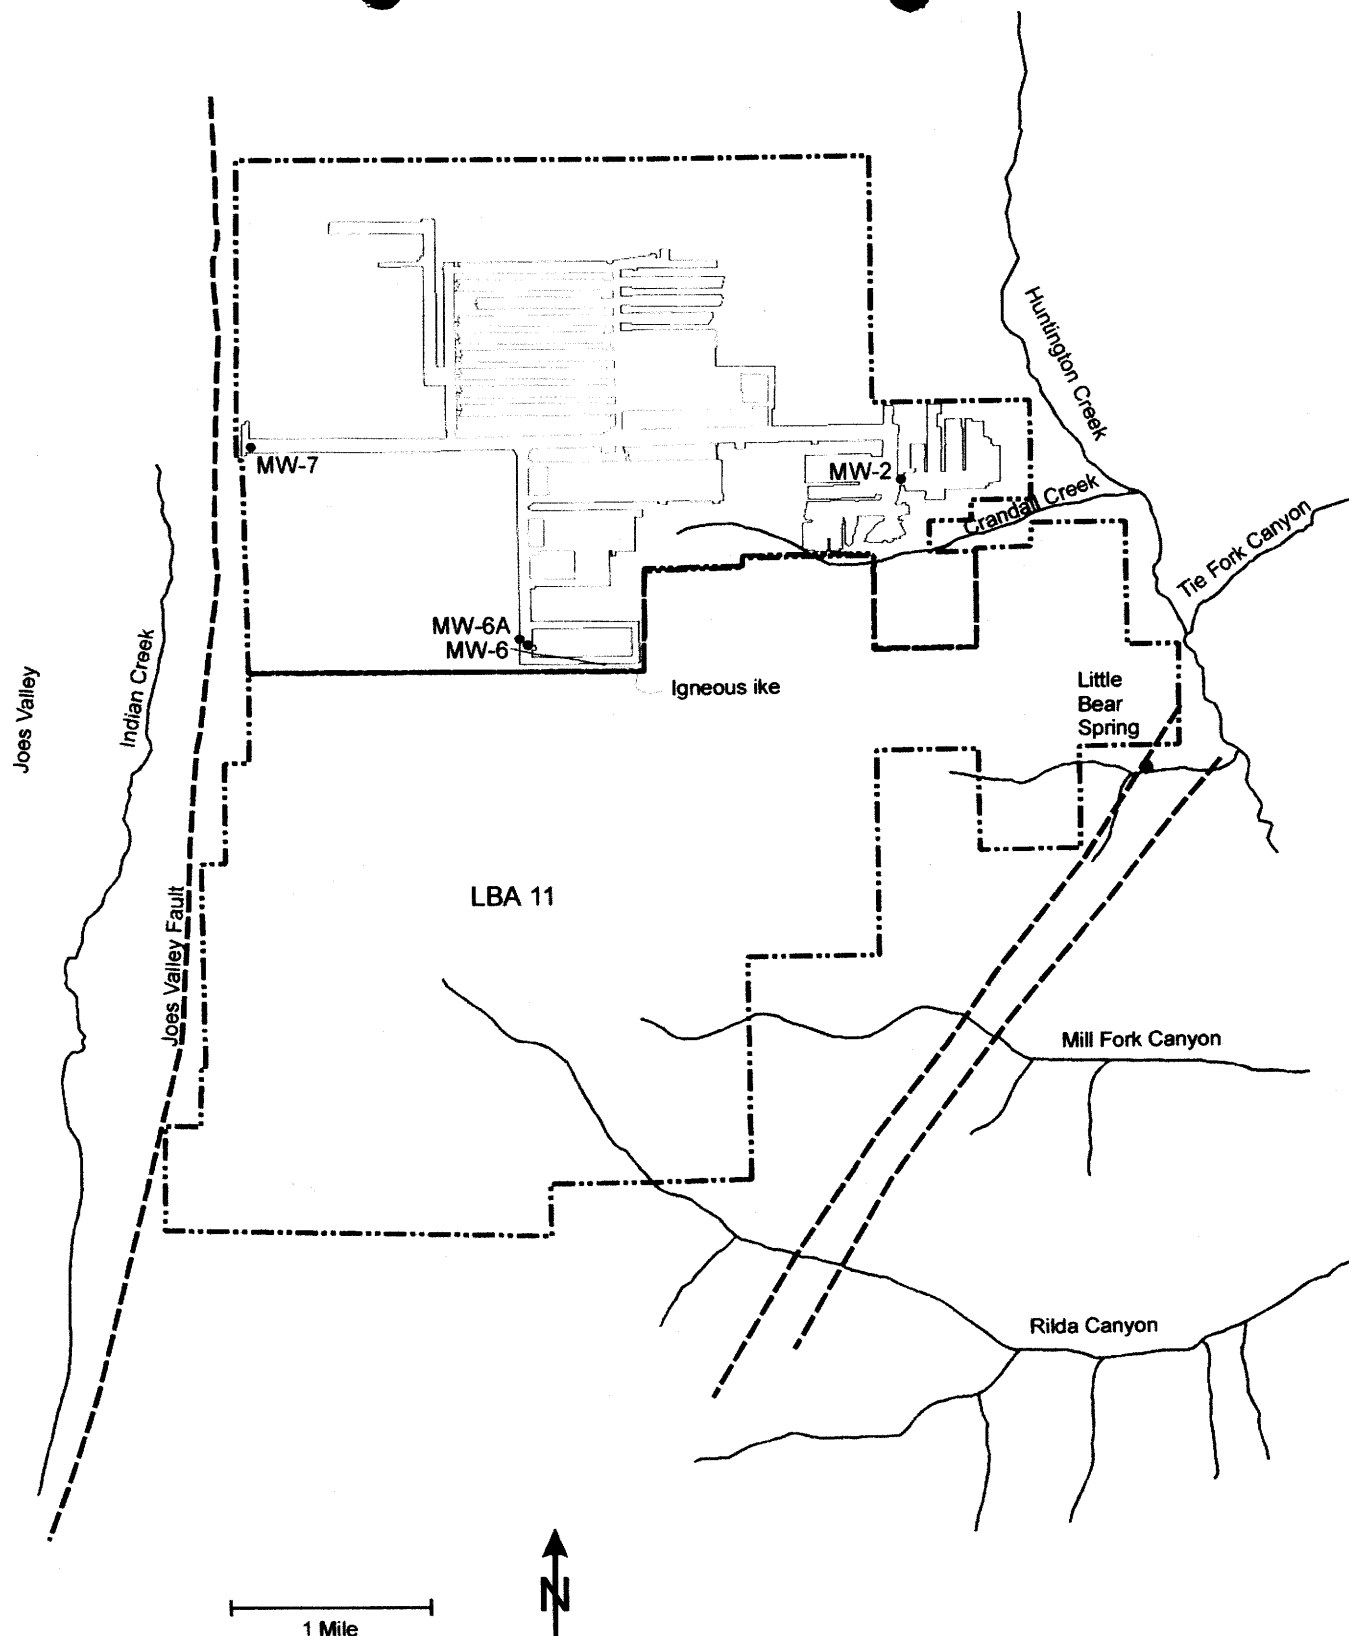 Huntington Creek
MW-7
MW-2
Crandall Creek
Tie Fork Canyon
MW-6A
MW-6
Igneous ike
Little
Bear
Spring
Indian Creek
Joes Valley
LBA 11
Joes Valley Fault
Mill Fork Canyon
Rilda Canyon
N
1 Mile